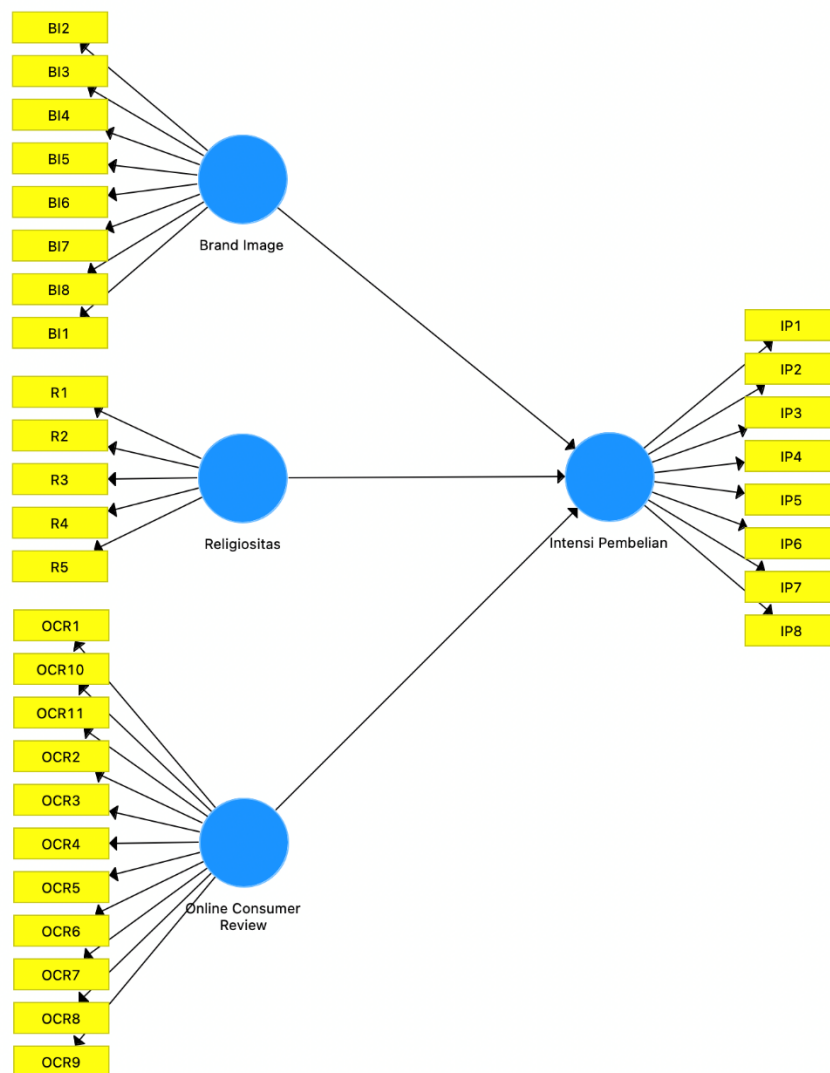 BI2
BI3
BI4
BI5
BI6
BI7
BI8
BI1
Brand Image
R1
R2
R3
R4
R5
Religiositas
OCR1
OCR10
OCR11
OCR2
OCR3
OCR4
OCR5
OCR6
OCR7
OCR8
OCR9
Online Consumer
Review
IP1
IP2
IP3
IP4
IP5
IP6
IP7
IP8
Intensi Pembelian